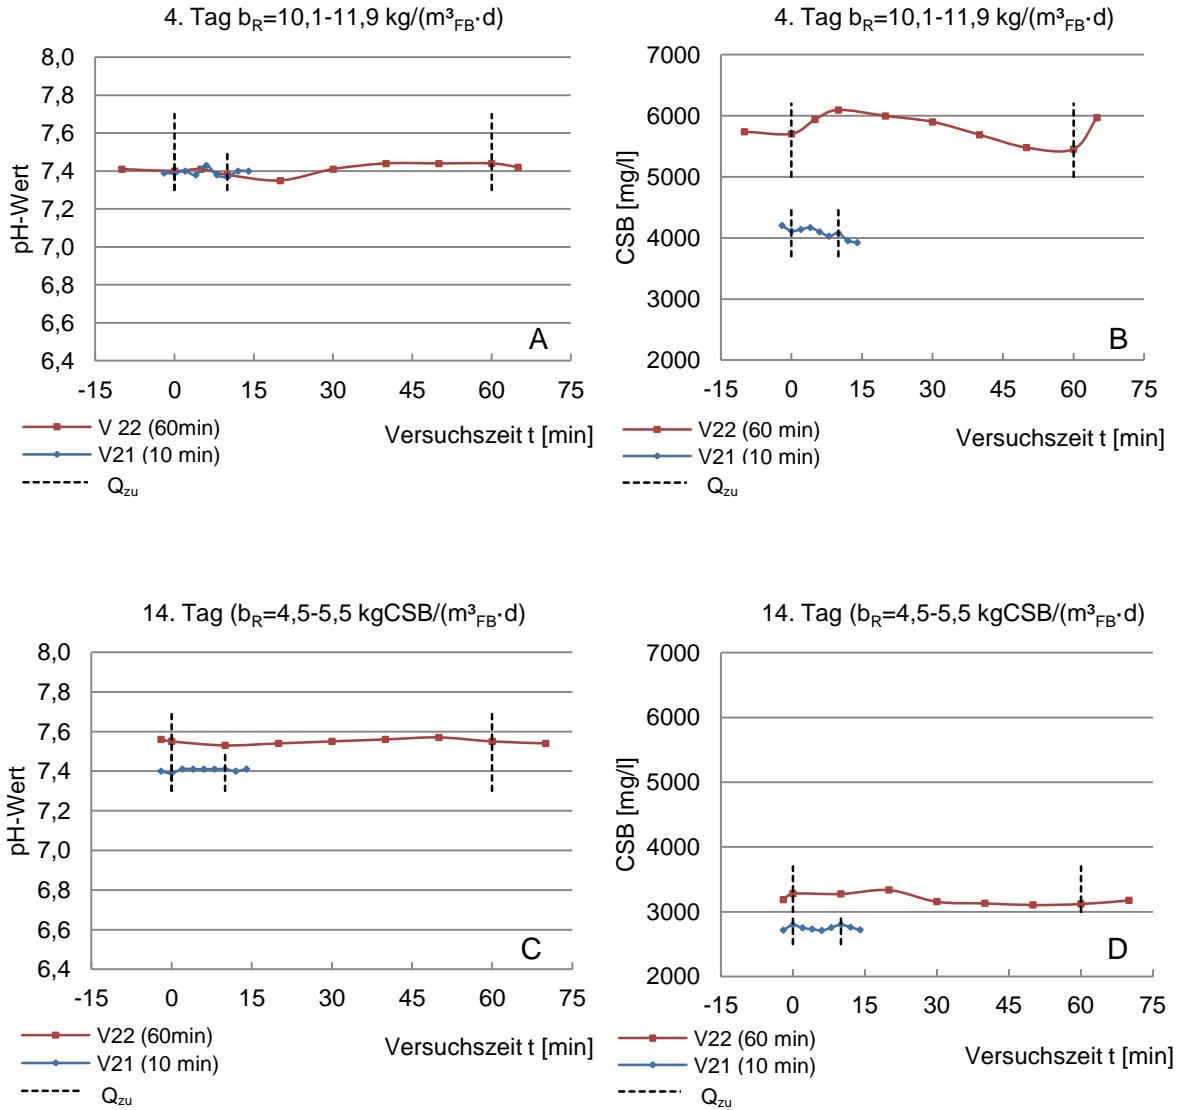 4. Tag b_R=10,1-11,9 kg/(m³_FB·d)
8,0
7,8
7,6
7,4
7,2
7,0
6,8
6,6
6,4
pH-Wert
-15 0 15 30 45 60 75
A
V 22 (60min)
V21 (10 min)
Q_zu
Versuchszeit t [min]
4. Tag b_R=10,1-11,9 kg/(m³_FB·d)
7000
6000
5000
4000
3000
2000
CSB [mg/l]
-15 0 15 30 45 60 75
B
V22 (60 min)
V21 (10 min)
Q_zu
Versuchszeit t [min]
14. Tag (b_R=4,5-5,5 kgCSB/(m³_FB·d)
8,0
7,8
7,6
7,4
7,2
7,0
6,8
6,6
6,4
pH-Wert
-15 0 15 30 45 60 75
C
V22 (60min)
V21 (10 min)
Q_zu
Versuchszeit t [min]
14. Tag (b_R=4,5-5,5 kgCSB/(m³_FB·d)
7000
6000
5000
4000
3000
2000
CSB [mg/l]
-15 0 15 30 45 60 75
D
V22 (60 min)
V21 (10 min)
Q_zu
Versuchszeit t [min]